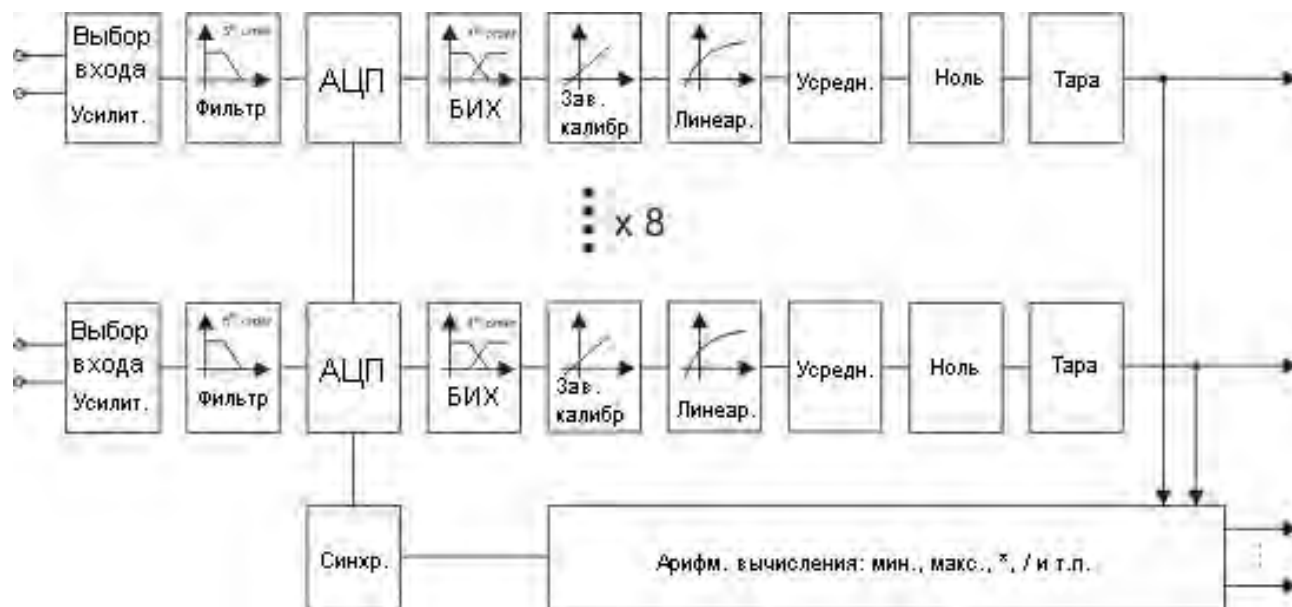 Выбор
входа
Усилит.
Фильтр
АЦП
БИХ
Зав.
калибр
Линеар.
Усредн.
Ноль
Тара
x 8
Выбор
входа
Усилит.
Фильтр
АЦП
БИХ
Зав.
калибр
Линеар.
Усредн.
Ноль
Тара
Синхр.
Арифм. вычисления: мин., макс., *, / и т.п.